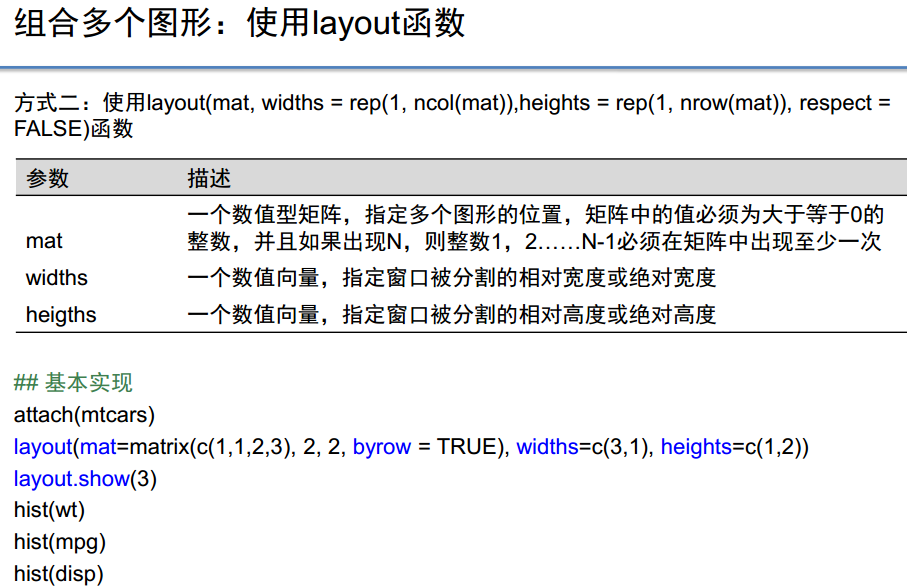 组合多个图形：使用layout函数
方式二：使用layout(mat, widths = rep(1, ncol(mat)),heights = rep(1, nrow(mat)), respect =
FALSE)函数
参数 描述
mat 一个数值型矩阵，指定多个图形的位置，矩阵中的值必须为大于等于0的
整数，并且如果出现N，则整数1，2……N-1必须在矩阵中出现至少一次
widths 一个数值向量，指定窗口被分割的相对宽度或绝对宽度
heigths 一个数值向量，指定窗口被分割的相对高度或绝对高度
## 基本实现
attach(mtcars)
layout(mat=matrix(c(1,1,2,3), 2, 2, byrow = TRUE), widths=c(3,1), heights=c(1,2))
layout.show(3)
hist(wt)
hist(mpg)
hist(disp)